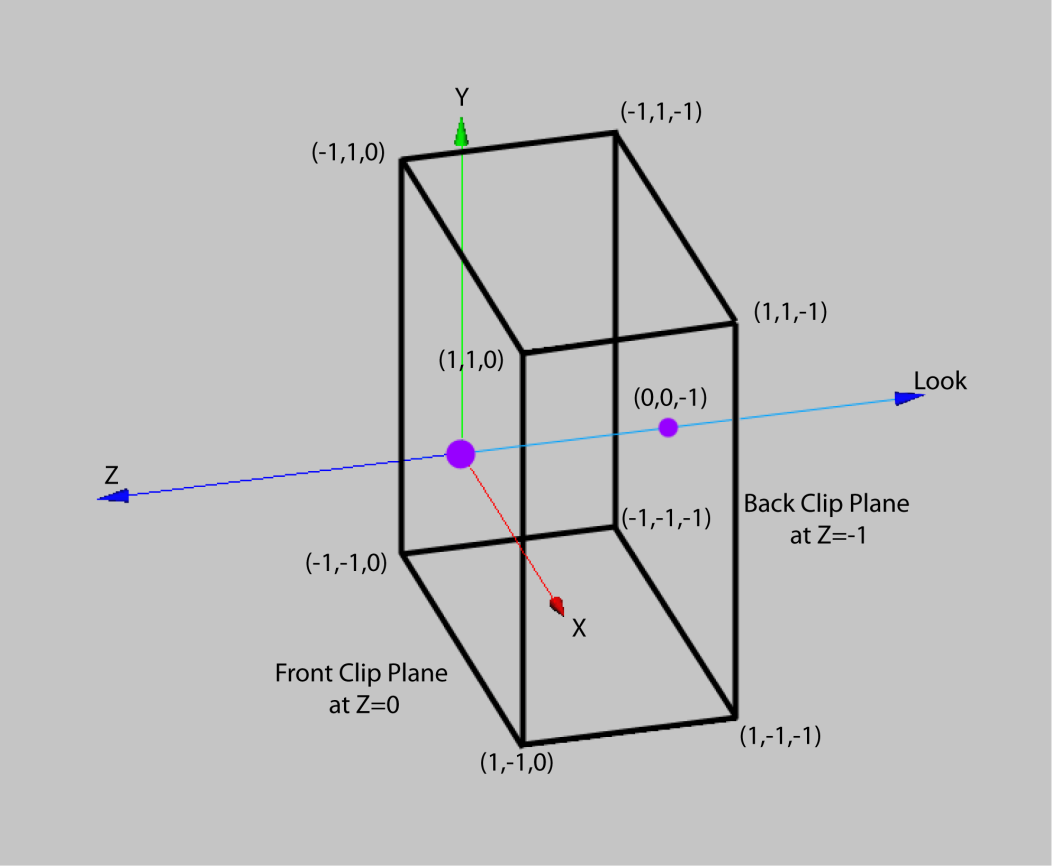 Y
(-1,1,-1)
(-1,1,0)
(1,1,-1)
(1,1,0)
Look
(0,0,-1)
Z
Back Clip Plane
at Z=-1
(-1,-1,-1)
(-1,-1,0)
X
Front Clip Plane
at Z=0
(1,-1,-1)
(1,-1,0)